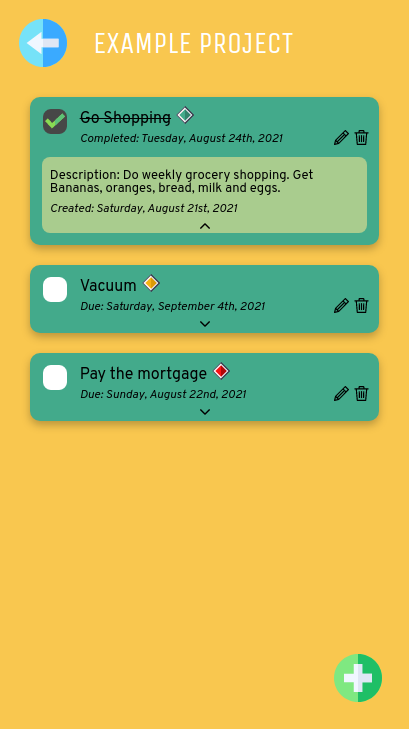 EXAMPLE PROJECT
Go Shopping
Completed: Tuesday, August 24th, 2021
Description: Do weekly grocery shopping. Get
Bananas, oranges, bread, milk and eggs.
Created: Saturday, August 21st, 2021
Vacuum
Due: Saturday, September 4th, 2021
Pay the mortgage
Due: Sunday, August 22nd, 2021